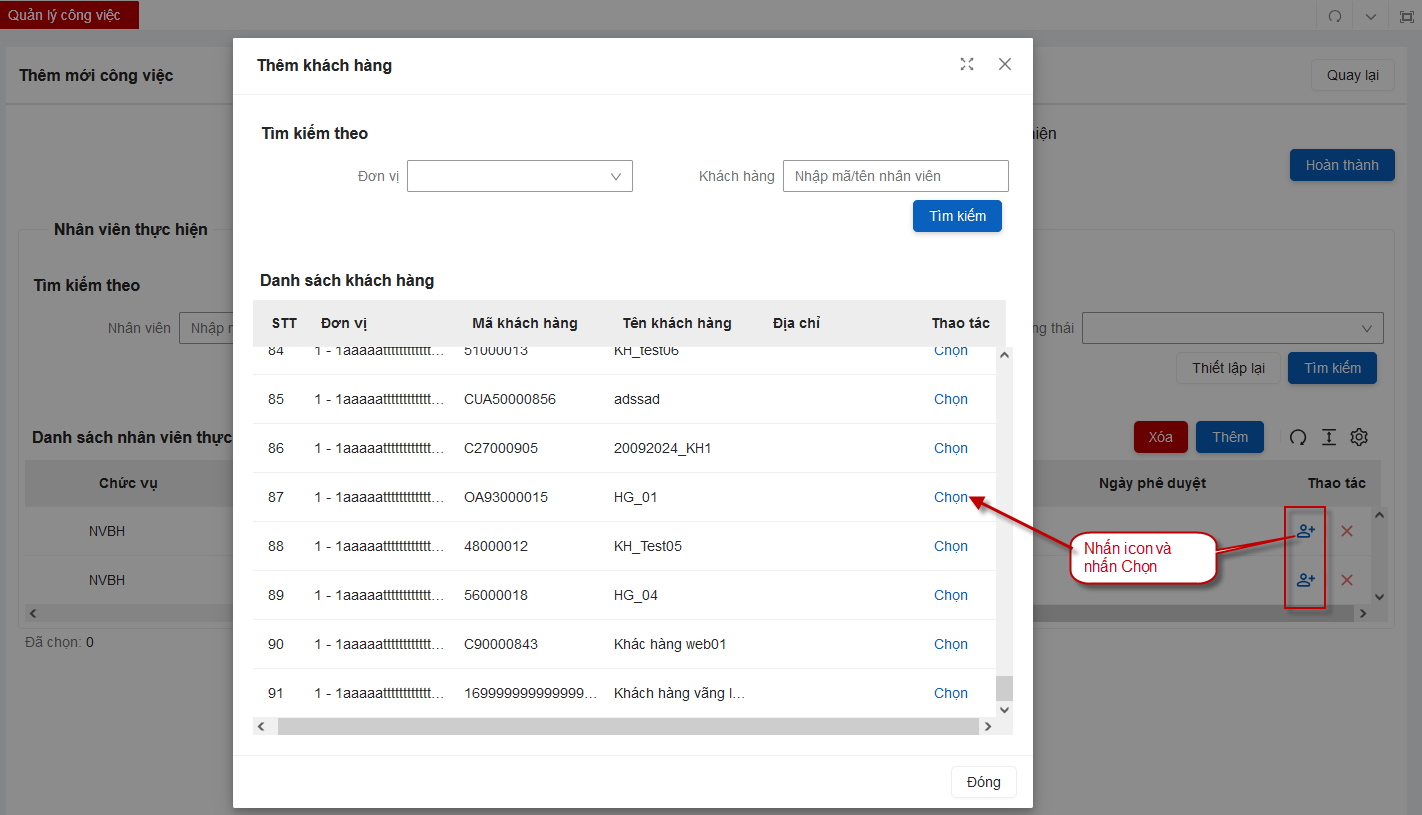 Quản lý công việc
Thêm mới công việc
Quay lại
Hoàn thành
Nhân viên thực hiện
Tìm kiếm theo
Nhân viên
Nhập
thái
Thiết lập lại
Tìm kiếm
Danh sách nhân viên thực
Xóa
Thêm
Chức vụ
Ngày phê duyệt
Thao tác
NVBH
NVBH
Đã chọn: 0
Thêm khách hàng
Tìm kiếm theo
Đơn vị
Khách hàng
Nhập mã/tên nhân viên
Tìm kiếm
Danh sách khách hàng
STT Đơn vị Mã khách hàng Tên khách hàng Địa chỉ Thao tác
84 1 - 1aaaaatttttttttttt... 51000013 KH_test06 Chọn
85 1 - 1aaaaatttttttttttt... CUA50000856 adssad Chọn
86 1 - 1aaaaatttttttttttt... C27000905 20092024_KH1 Chọn
87 1 - 1aaaaatttttttttttt... OA93000015 HG_01 Chọn
88 1 - 1aaaaatttttttttttt... 48000012 KH_Test05 Chọn
89 1 - 1aaaaatttttttttttt... 56000018 HG_04 Chọn
90 1 - 1aaaaatttttttttttt... C90000843 Khác hàng web01 Chọn
91 1 - 1aaaaatttttttttttt... 169999999999999... Khách hàng vãng l... Chọn
Đóng
Nhấn icon và
nhấn Chọn